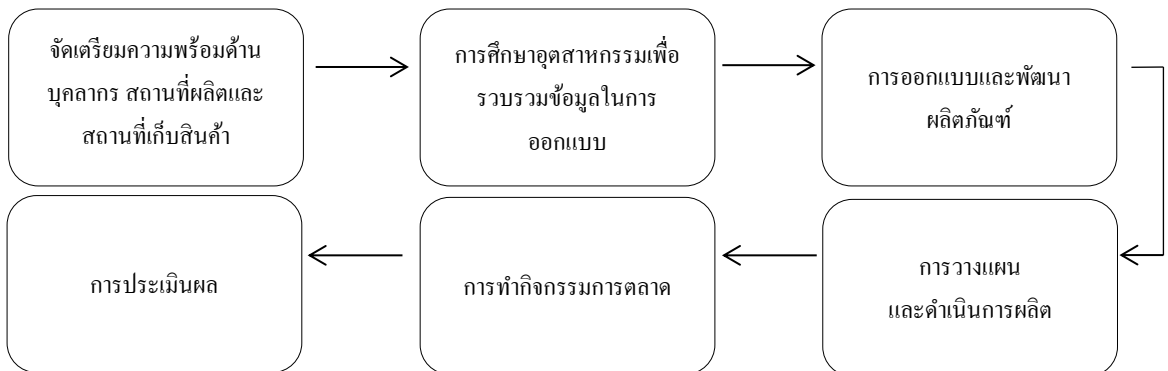 จัดเตรียมความพร้อมด้าน
บุคลากร สถานที่ผลิตและ
สถานที่เก็บสินค้า
การศึกษาอุตสาหกรรมเพื่อ
รวบรวมข้อมูลในการ
ออกแบบ
การออกแบบและพัฒนา
ผลิตภัณฑ์
การวางแผน
และดำเนินการผลิต
การทำกิจกรรมการตลาด
การประเมินผล